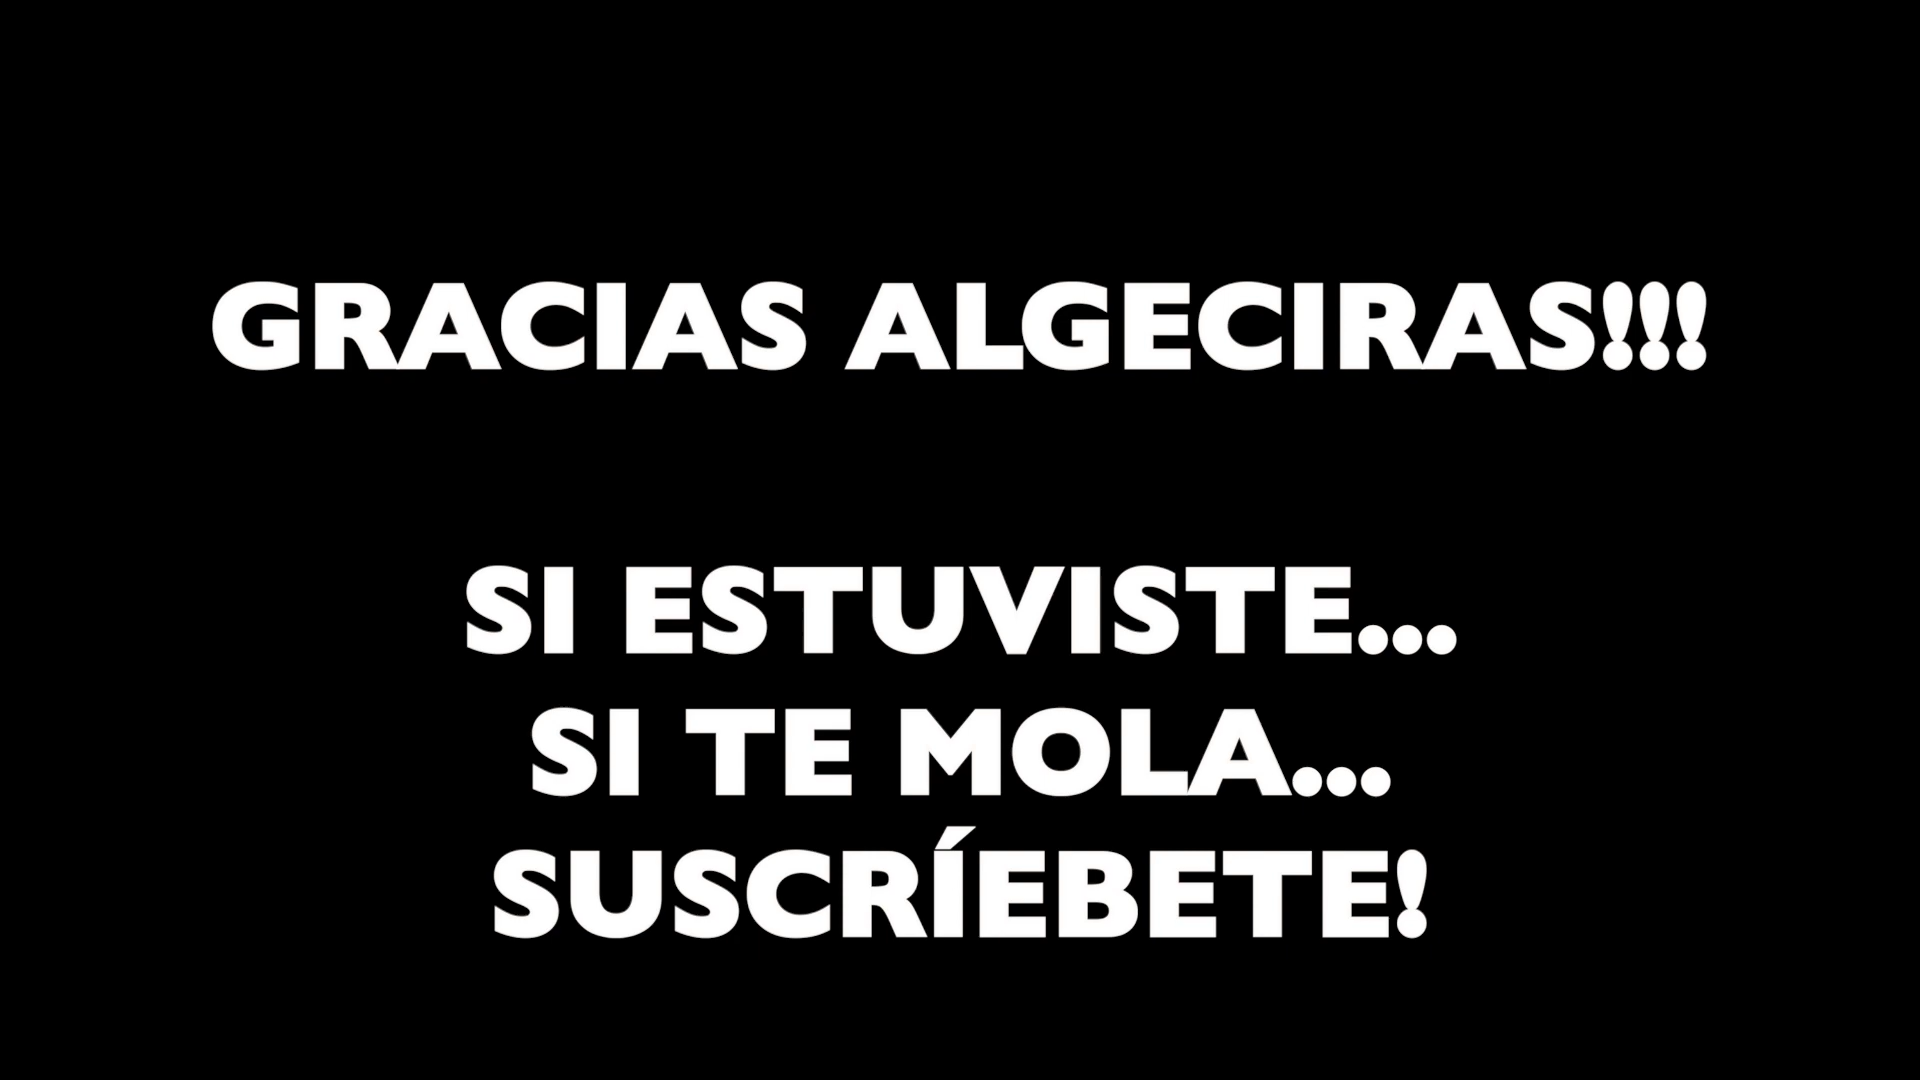 GRACIAS ALGECIRAS!!!
SI ESTUVISTE...
SI TE MOLA...
SUSCRÍEBETE!